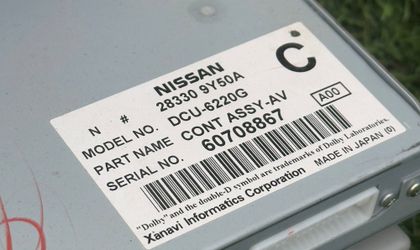 NISSAN
N # 28330 9Y50A C
MODEL NO. DCU-6220G
PART NAME CONT ASSY-AV A00
SERIAL NO. 60708867
"Dolby" and the double-D symbol are trademarks of Dolby Laboratories.
Xanavi Informatics Corporation MADE IN JAPAN (0)